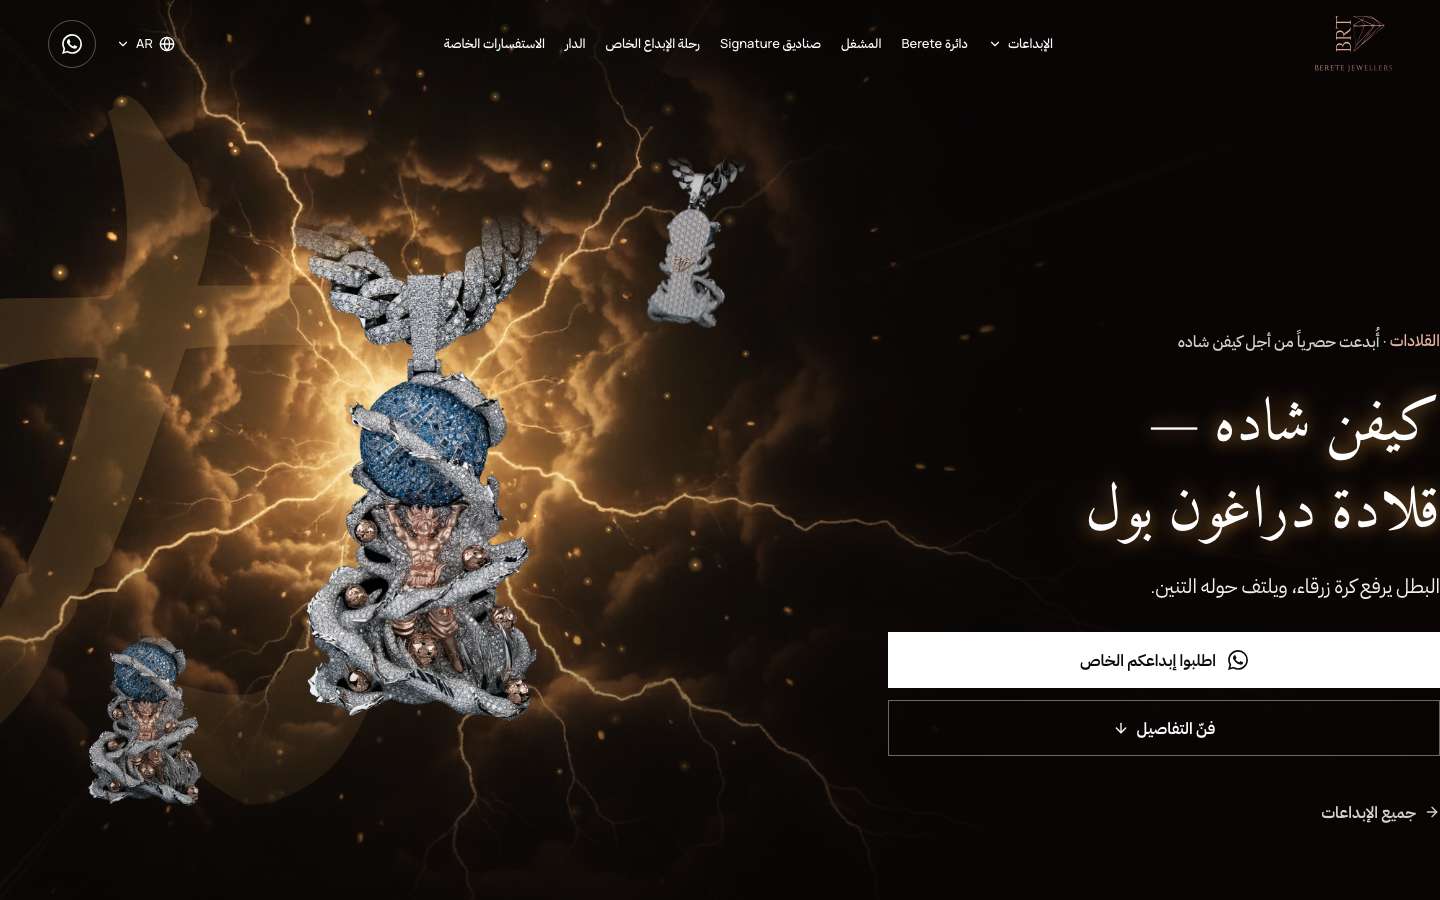 BRT
BERETE JEWELLERS
الإبداعات
دائرة Berete
المشغل
صناديق Signature
رحلة الإبداع الخاص
الدار
الاستفسارات الخاصة
AR
القلادات · أُبدعت حصرياً من أجل كيفن شاده
كيفن شاده —
قلادة دراغون بول
البطل يرفع كرة زرقاء، ويلتف حوله التنين.
اطلبوا إبداعكم الخاص
فنّ التفاصيل ↓
→ جميع الإبداعات